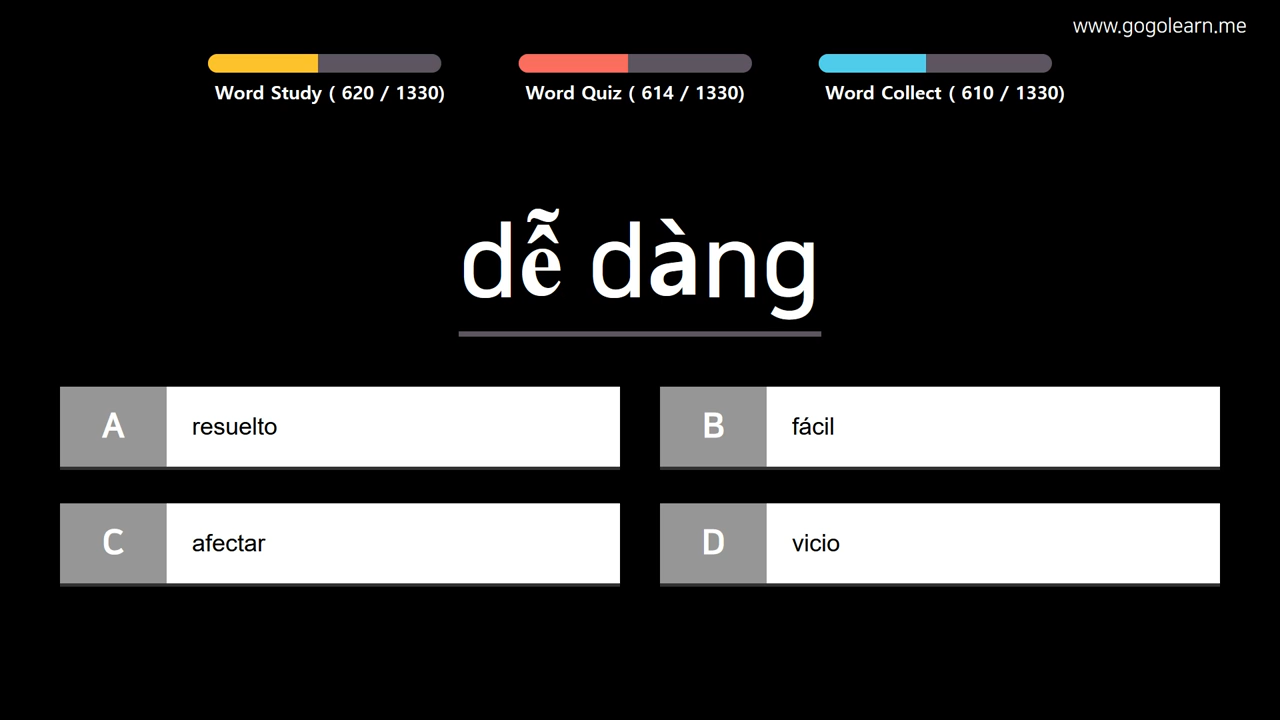 www.gogolearn.me
Word Study ( 620 / 1330)
Word Quiz ( 614 / 1330)
Word Collect ( 610 / 1330)
dễ dàng
A resuelto
B fácil
C afectar
D vicio